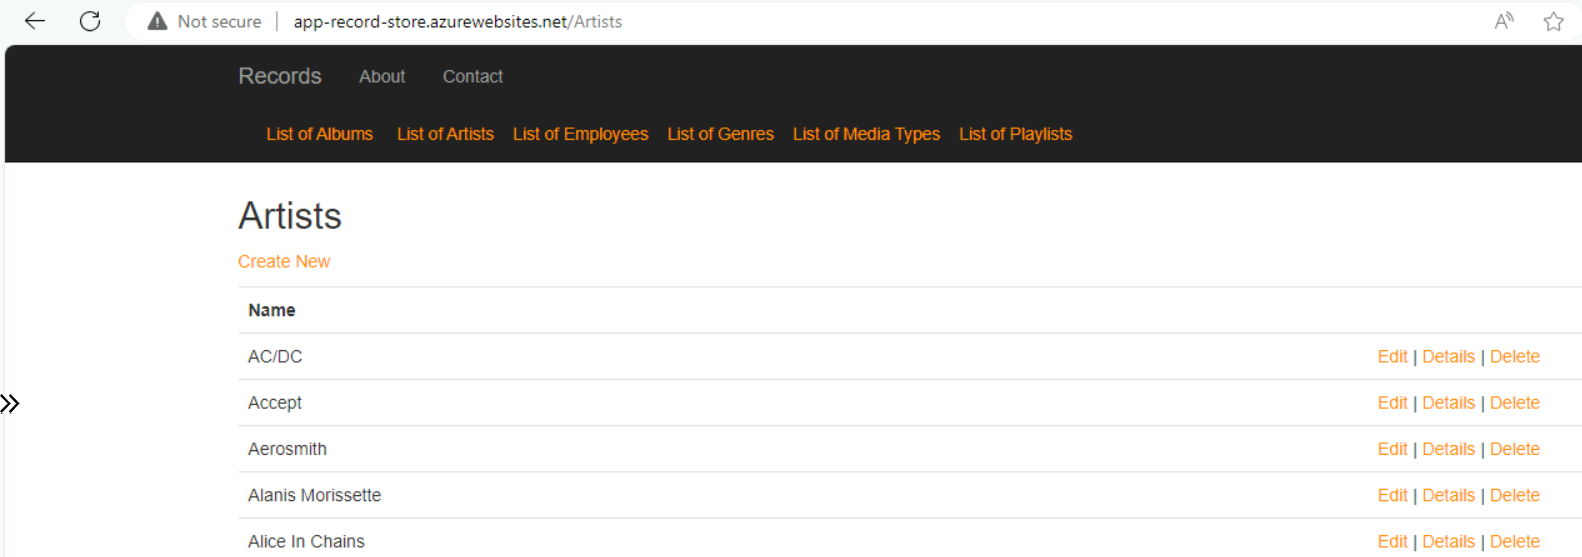 Not secure | app-record-store.azurewebsites.net/Artists A
Records About Contact
List of Albums List of Artists List of Employees List of Genres List of Media Types List of Playlists
Artists
Create New
Name
AC/DC Edit | Details | Delete
Accept Edit | Details | Delete
Aerosmith Edit | Details | Delete
Alanis Morissette Edit | Details | Delete
Alice In Chains Edit | Details | Delete